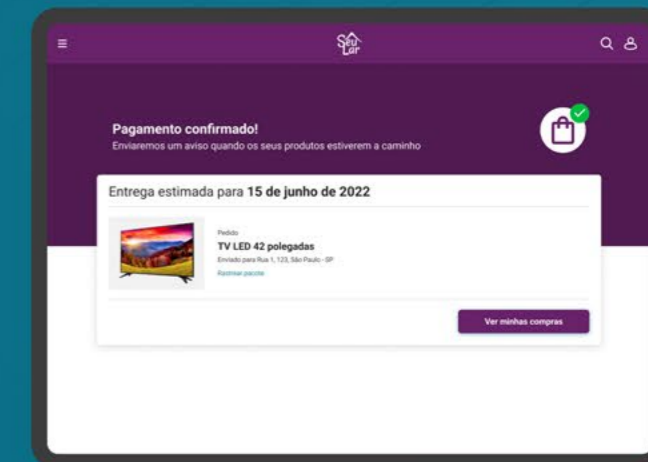 Seu
Lar
Pagamento confirmado!
Enviaremos um aviso quando os seus produtos estiverem a caminho
Entrega estimada para 15 de junho de 2022
Pedido
TV LED 42 polegadas
Enviado para Rua 1, 123, São Paulo - SP
Rastrear pacote
Ver minhas compras